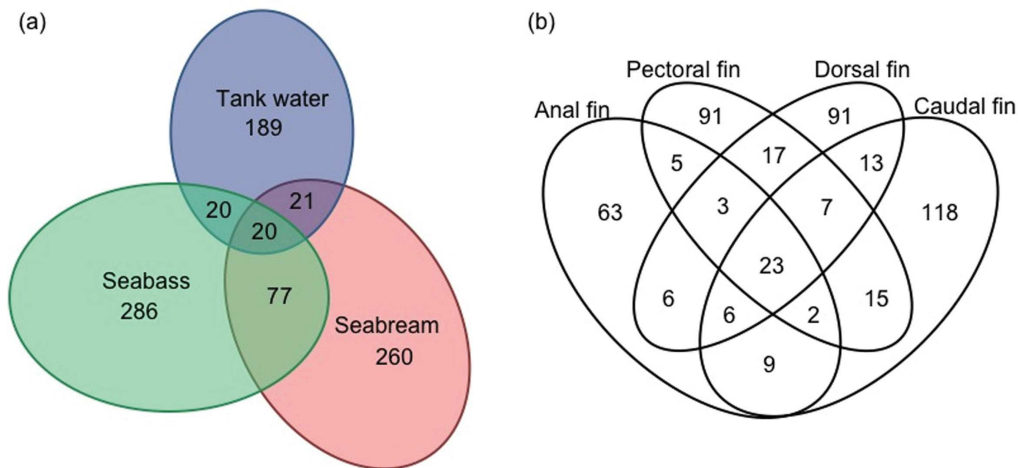 (a)
Tank water
189
20
21
20
Seabass
286
77
Seabream
260
(b)
Pectoral fin
Dorsal fin
Anal fin
Caudal fin
91
91
17
5
13
63
3
7
118
23
6
6
2
15
9